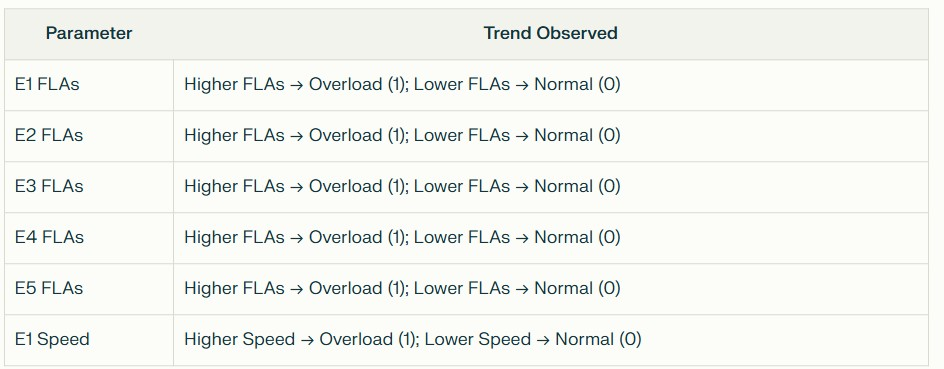 Parameter Trend Observed
E1 FLAs Higher FLAs → Overload (1); Lower FLAs → Normal (0)
E2 FLAs Higher FLAs → Overload (1); Lower FLAs → Normal (0)
E3 FLAs Higher FLAs → Overload (1); Lower FLAs → Normal (0)
E4 FLAs Higher FLAs → Overload (1); Lower FLAs → Normal (0)
E5 FLAs Higher FLAs → Overload (1); Lower FLAs → Normal (0)
E1 Speed Higher Speed → Overload (1); Lower Speed → Normal (0)